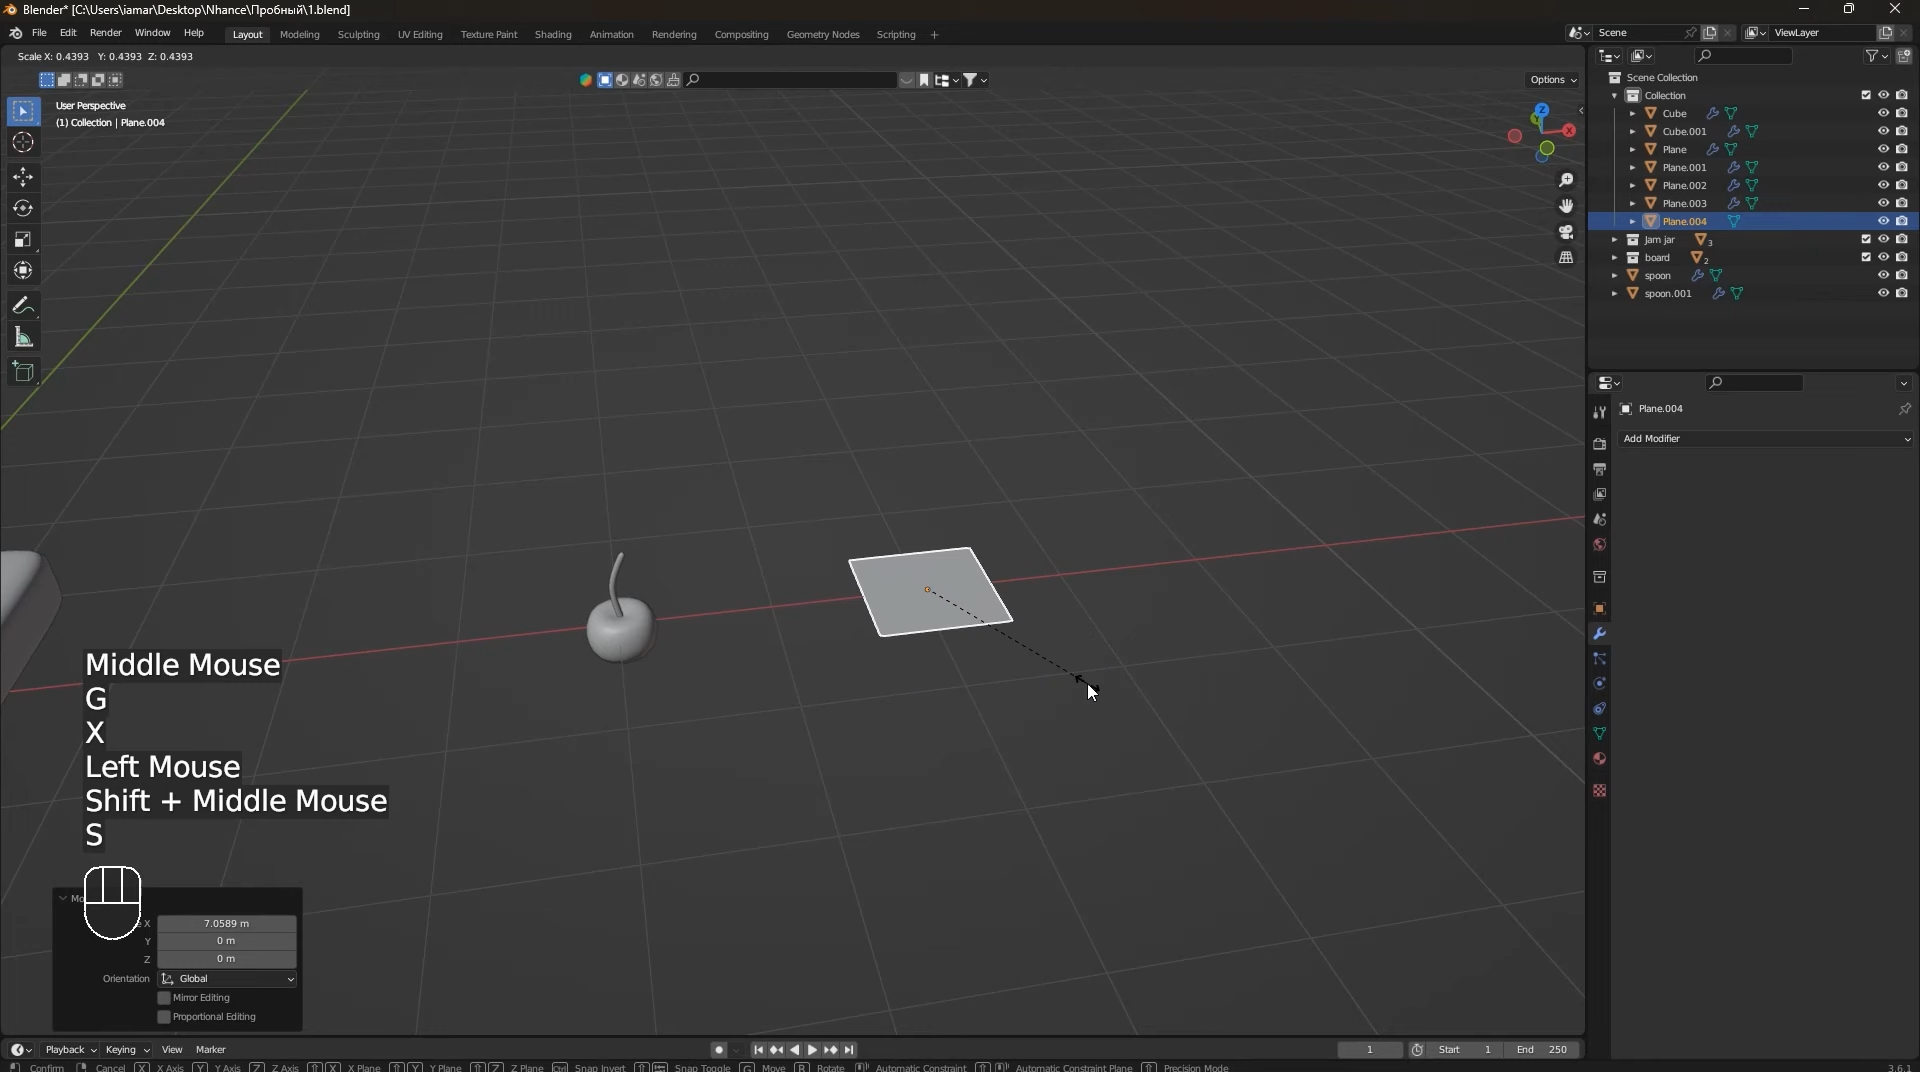 Blender* [C:\Users\iamar\Desktop\Nhance\Пробный\1.blend]
File Edit Render Window Help Layout Modeling Sculpting UV Editing Texture Paint Shading Animation Rendering Compositing Geometry Nodes Scripting + Scene ViewLayer
Scale X: 0.4393 Y: 0.4393 Z: 0.4393
Options
User Perspective
(1) Collection | Plane.004
Z
Y
X
Scene Collection
Collection
Cube
Cube.001
Plane
Plane.001
Plane.002
Plane.003
Plane.004
Jam jar 3
board 2
spoon
spoon.001
Plane.004
Add Modifier
Middle Mouse
G
X
Left Mouse
Shift + Middle Mouse
S
Mo
X 7.0589 m
Y 0 m
Z 0 m
Orientation Global
Mirror Editing
Proportional Editing
Playback Keying View Marker 1 Start 1 End 250
Confirm Cancel X X Axis Y Y Axis Z Z Axis X X Plane Y Y Plane Z Z Plane Ctrl Snap Invert Snap Toggle G Move R Rotate Automatic Constraint Automatic Constraint Plane Precision Mode 3.6.1